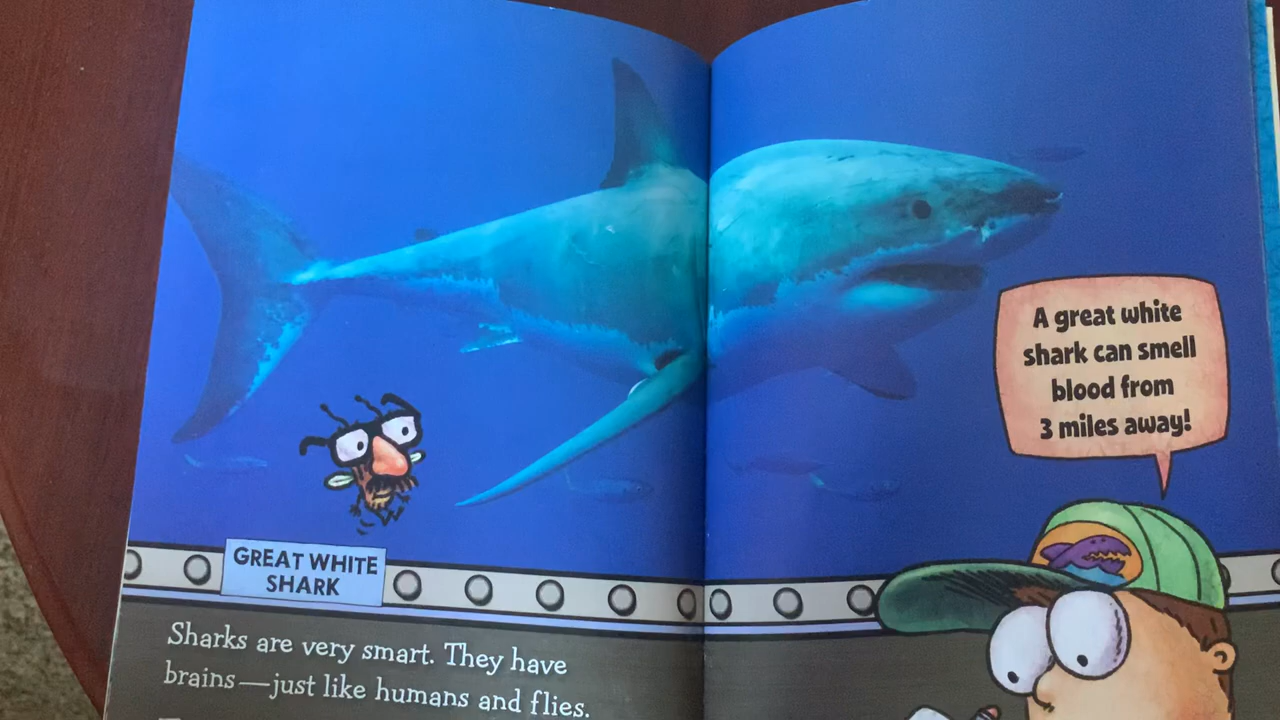 A great white
shark can smell
blood from
3 miles away!
GREAT WHITE
SHARK
Sharks are very smart. They have
brains—just like humans and flies.